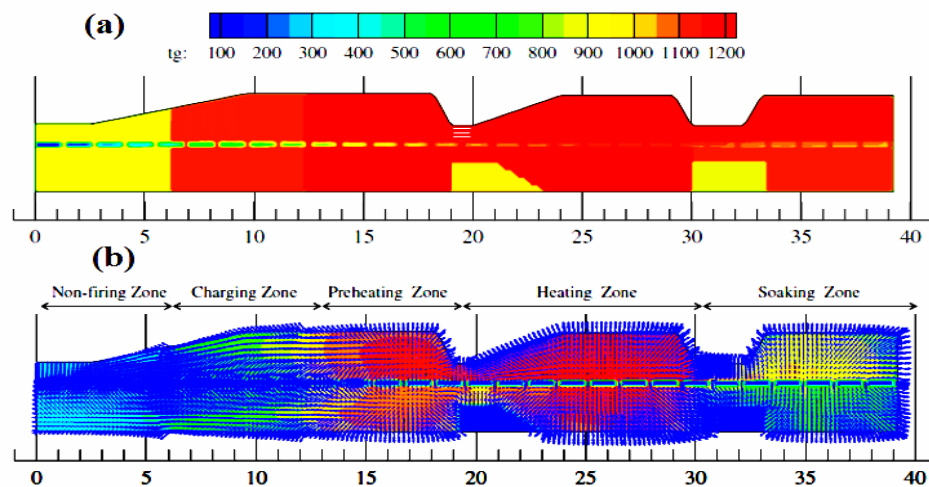 (a)
tg: 100 200 300 400 500 600 700 800 900 1000 1100 1200
0 5 10 15 20 25 30 35 40
(b)
Non-firing Zone Charging Zone Preheating Zone Heating Zone Soaking Zone
0 5 10 15 20 25 30 35 40